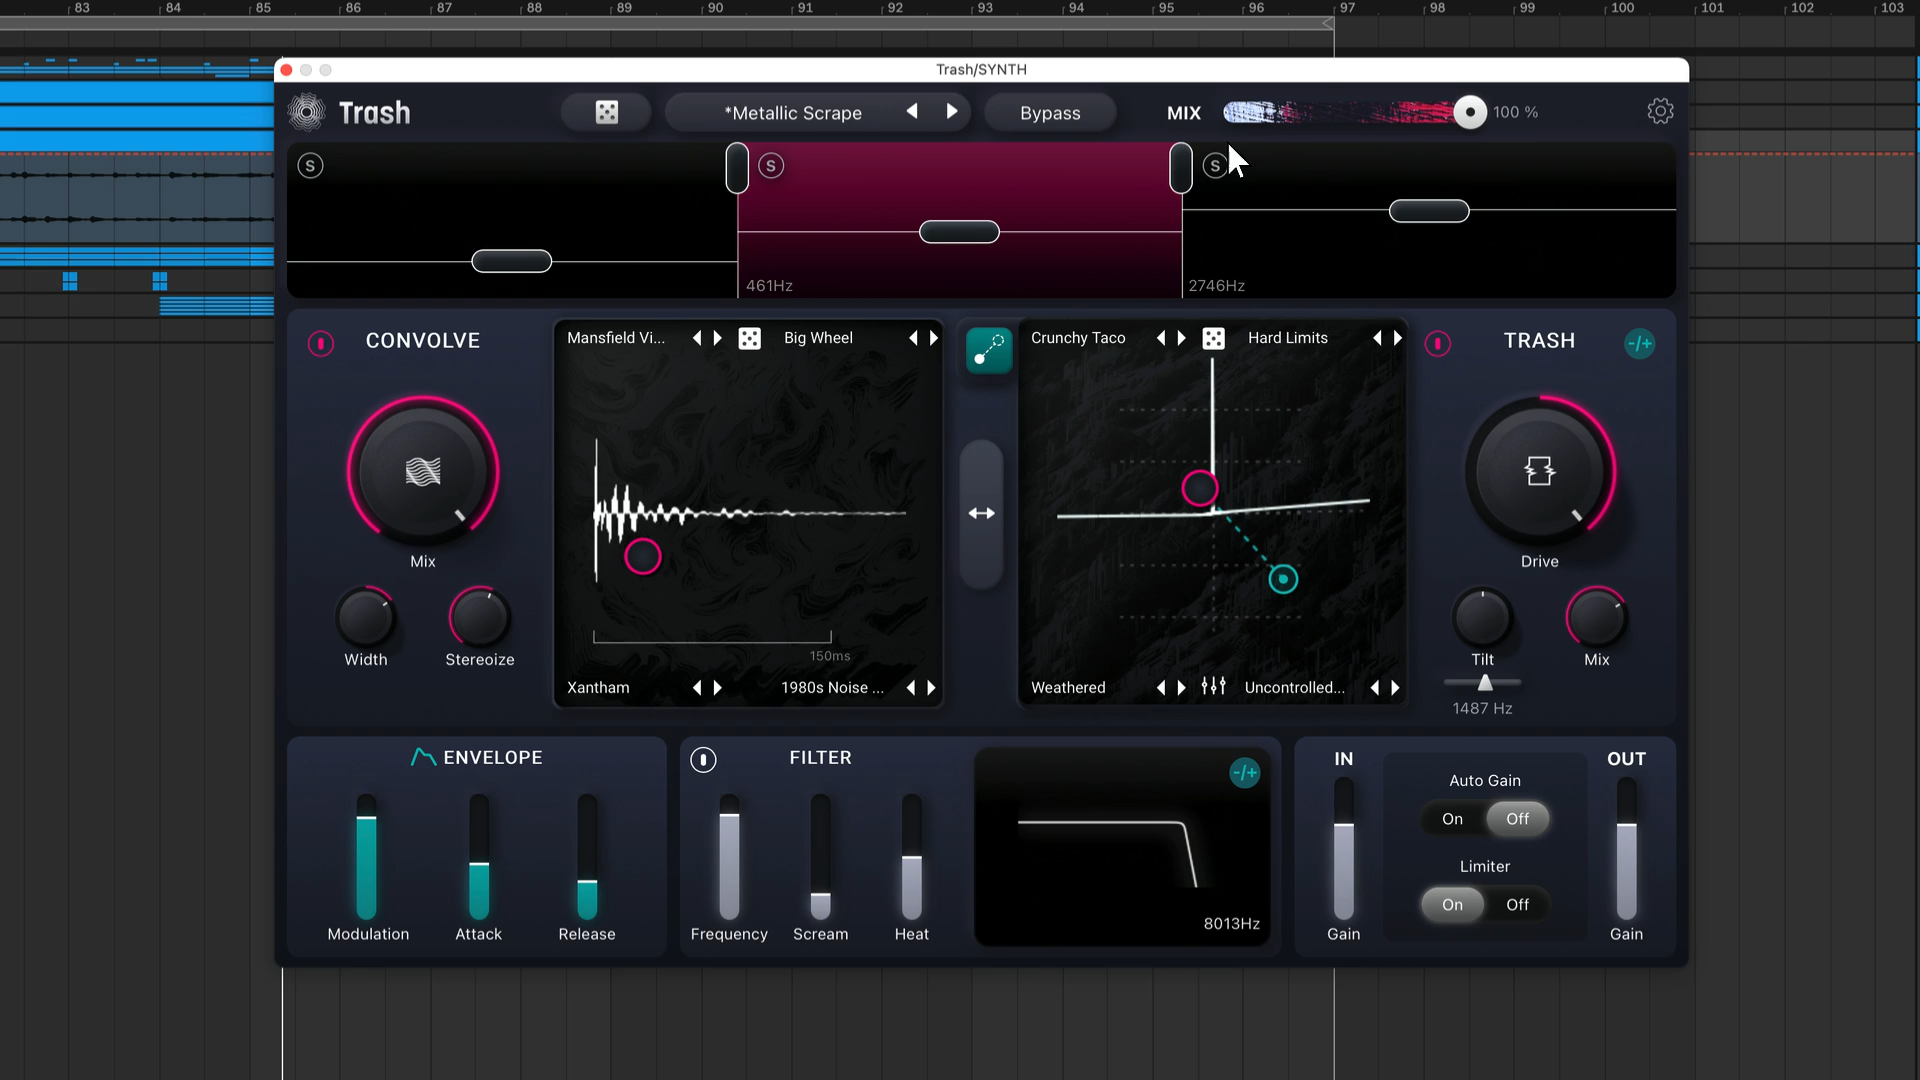 83 84 85 86 87 88 89 90 91 92 93 94 95 96 97 98 99 100 101 102 103
Trash/SYNTH
Trash *Metallic Scrape Bypass MIX 100 %
S S S
461Hz 2746Hz
CONVOLVE Mansfield Vi... Big Wheel Crunchy Taco Hard Limits TRASH -/+
Mix Drive
Width Stereoize 150ms Tilt Mix
Xantham 1980s Noise ... Weathered Uncontrolled...
1487 Hz
ENVELOPE FILTER IN OUT
-/+ Auto Gain
On Off
Limiter
On Off
8013Hz
Modulation Attack Release Frequency Scream Heat Gain Gain